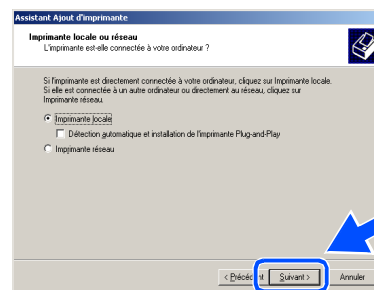 Assistant Ajout d'imprimante
Imprimante locale ou réseau
L'imprimante est-elle connectée à votre ordinateur ?
Si l'imprimante est directement connectée à votre ordinateur, cliquez sur Imprimante locale.
Si elle est connectée à un autre ordinateur ou directement au réseau, cliquez sur
Imprimante réseau.
Imprimante locale
Détection automatique et installation de l'imprimante Plug-and-Play
Imprimante réseau
< Précédent Suivant > Annuler